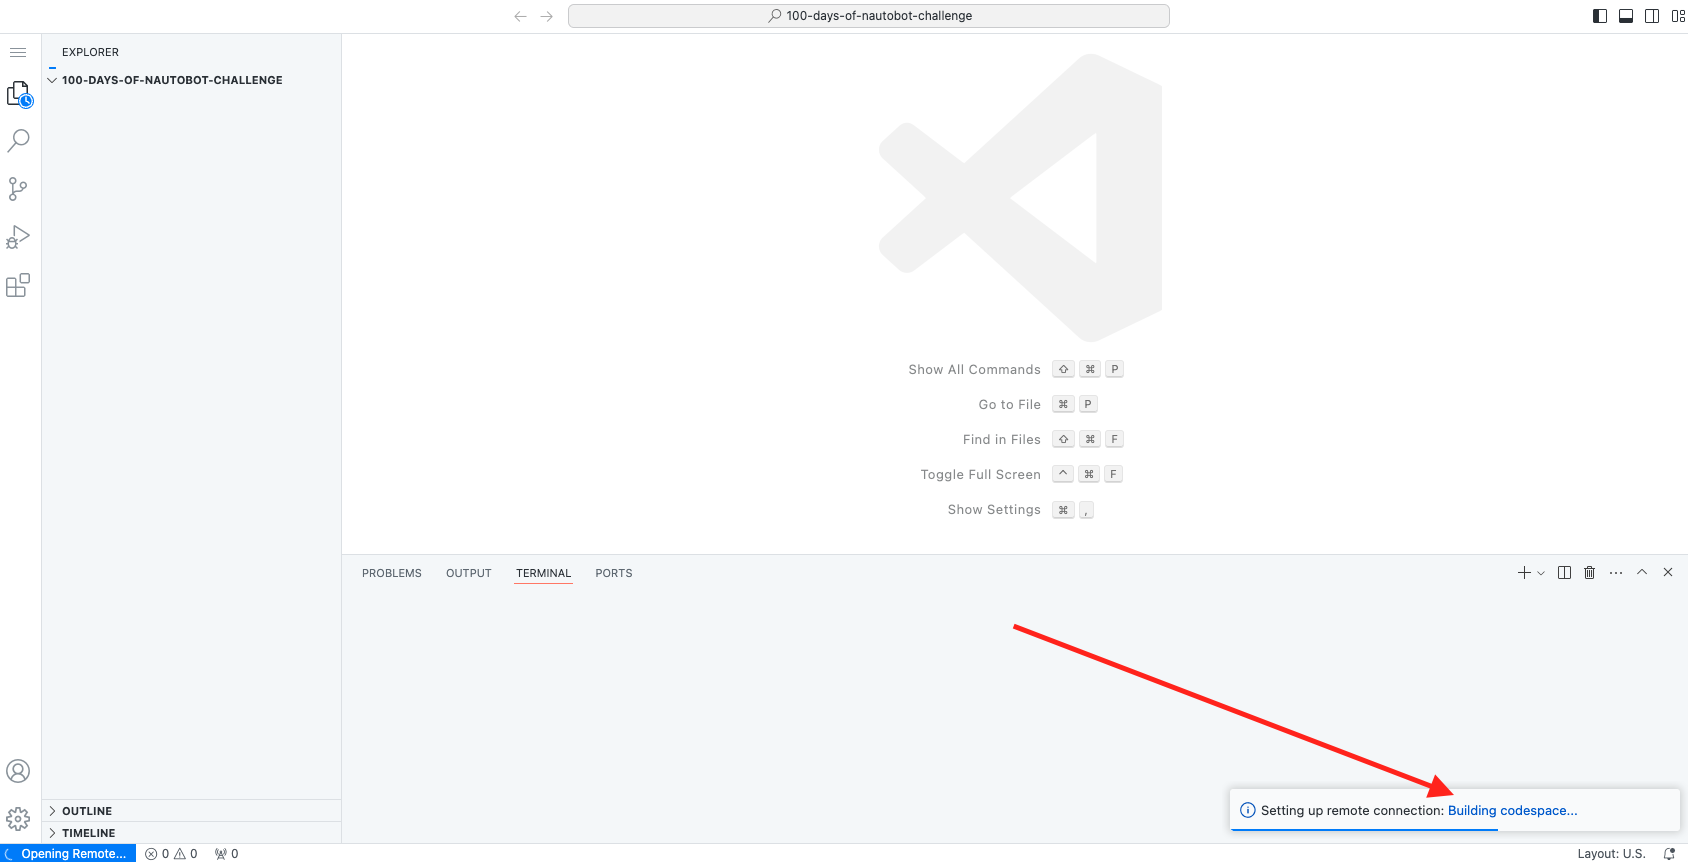 100-days-of-nautobot-challenge
EXPLORER
100-DAYS-OF-NAUTOBOT-CHALLENGE
Show All Commands ⇧ ⌘ P
Go to File ⌘ P
Find in Files ⇧ ⌘ F
Toggle Full Screen ^ ⌘ F
Show Settings ⌘ ,
PROBLEMS OUTPUT TERMINAL PORTS
Setting up remote connection: Building codespace...
OUTLINE
TIMELINE
Opening Remote... 0 0 0 Layout: U.S.